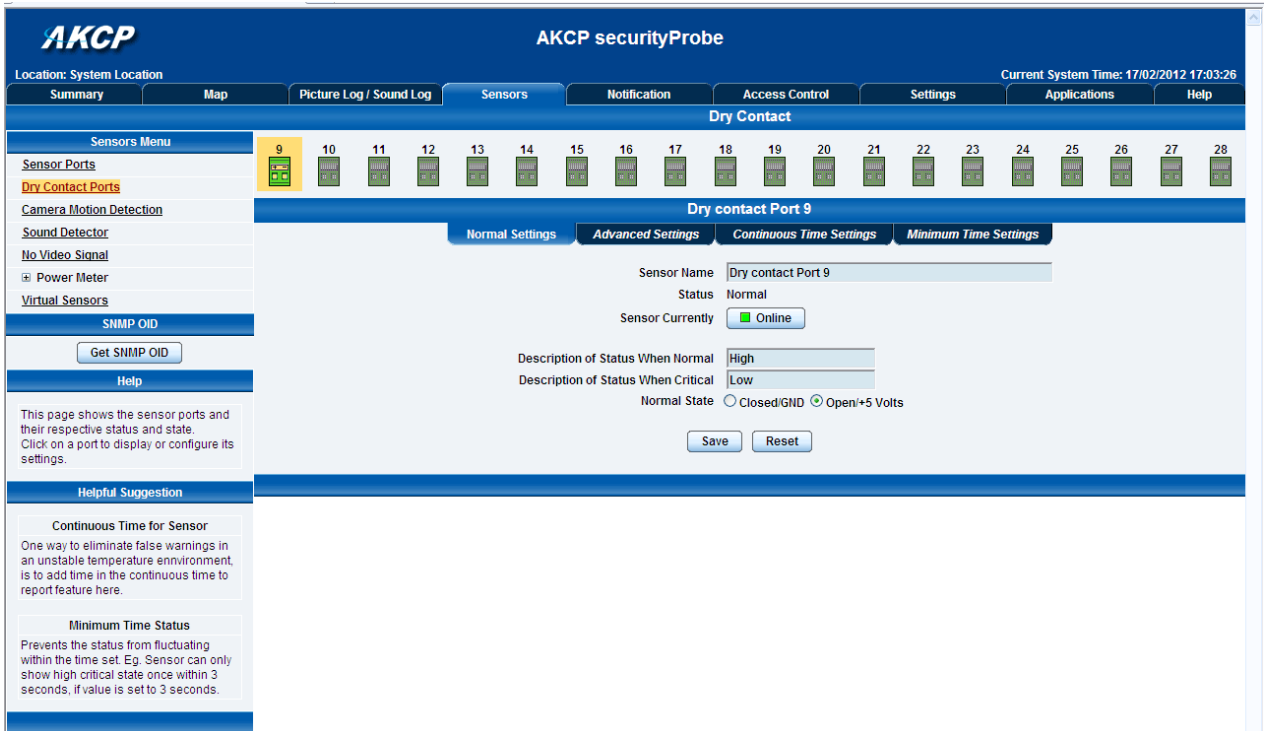 AKCP
AKCP securityProbe
Location: System Location
Current System Time: 17/02/2012 17:03:26
Summary Map Picture Log / Sound Log Sensors Notification Access Control Settings Applications Help
Dry Contact
Sensors Menu
Sensor Ports
Dry Contact Ports
Camera Motion Detection
Sound Detector
No Video Signal
Power Meter
Virtual Sensors
SNMP OID
Get SNMP OID
Help
This page shows the sensor ports and
their respective status and state.
Click on a port to display or configure its
settings.
Helpful Suggestion
Continuous Time for Sensor
One way to eliminate false warnings in
an unstable temperature ennvironment,
is to add time in the continuous time to
report feature here.
Minimum Time Status
Prevents the status from fluctuating
within the time set. Eg. Sensor can only
show high critical state once within 3
seconds, if value is set to 3 seconds.
9 10 11 12 13 14 15 16 17 18 19 20 21 22 23 24 25 26 27 28
Dry contact Port 9
Normal Settings Advanced Settings Continuous Time Settings Minimum Time Settings
Sensor Name Dry contact Port 9
Status Normal
Sensor Currently Online
Description of Status When Normal High
Description of Status When Critical Low
Normal State Closed/GND Open/+5 Volts
Save Reset